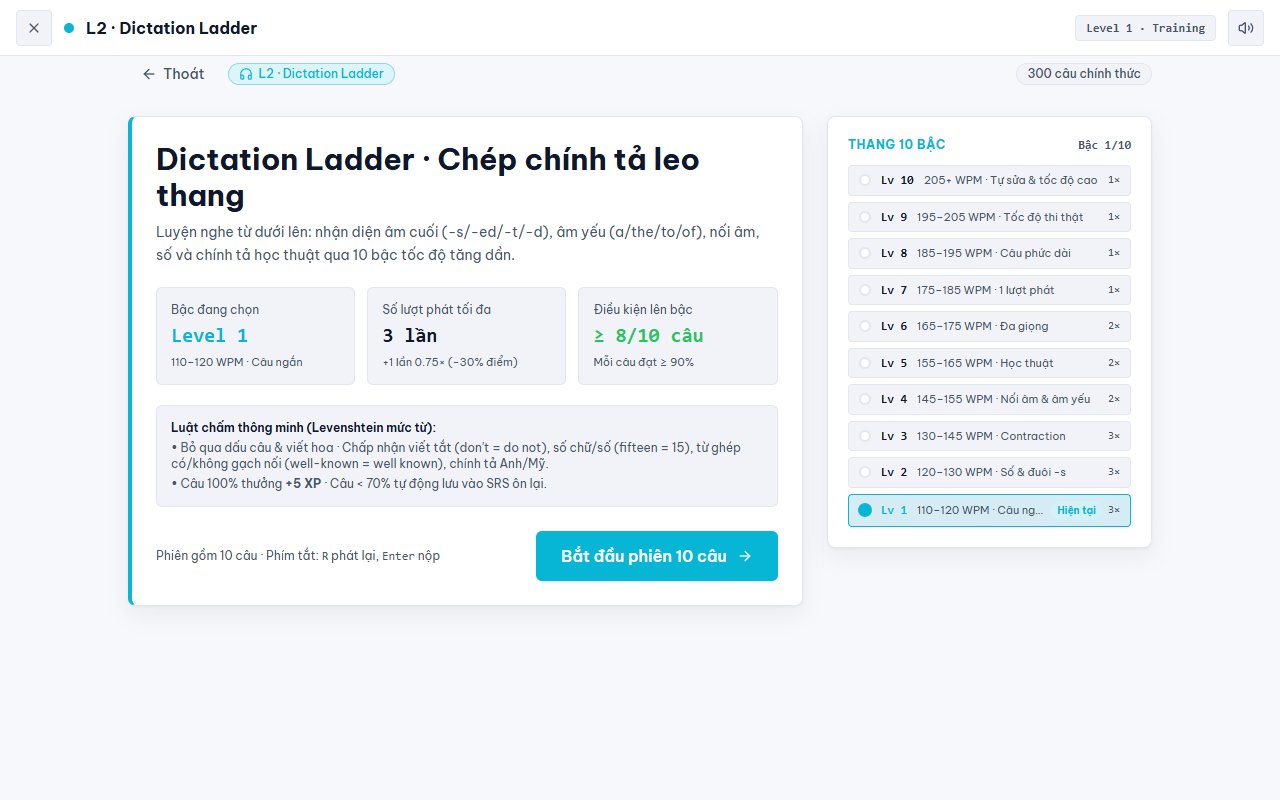 L2 · Dictation Ladder
Level 1 · Training
Thoát
L2 · Dictation Ladder
300 câu chính thức
Dictation Ladder · Chép chính tả leo
thang
Luyện nghe từ dưới lên: nhận diện âm cuối (-s/-ed/-t/-d), âm yếu (a/the/to/of), nối âm,
số và chính tả học thuật qua 10 bậc tốc độ tăng dần.
Bậc đang chọn
Level 1
110–120 WPM · Câu ngắn
Số lượt phát tối đa
3 lần
+1 lần 0.75× (−30% điểm)
Điều kiện lên bậc
≥ 8/10 câu
Mỗi câu đạt ≥ 90%
Luật chấm thông minh (Levenshtein mức từ):
• Bỏ qua dấu câu & viết hoa · Chấp nhận viết tắt (don't = do not), số chữ/số (fifteen = 15), từ ghép
có/không gạch nối (well-known = well known), chính tả Anh/Mỹ.
• Câu 100% thưởng +5 XP · Câu < 70% tự động lưu vào SRS ôn lại.
Phiên gồm 10 câu · Phím tắt: R phát lại, Enter nộp
Bắt đầu phiên 10 câu
THANG 10 BẬC
Bậc 1/10
Lv 10 205+ WPM · Tự sửa & tốc độ cao 1×
Lv 9 195–205 WPM · Tốc độ thi thật 1×
Lv 8 185–195 WPM · Câu phức dài 1×
Lv 7 175–185 WPM · 1 lượt phát 1×
Lv 6 165–175 WPM · Đa giọng 2×
Lv 5 155–165 WPM · Học thuật 2×
Lv 4 145–155 WPM · Nối âm & âm yếu 2×
Lv 3 130–145 WPM · Contraction 3×
Lv 2 120–130 WPM · Số & đuôi -s 3×
Lv 1 110–120 WPM · Câu ng… Hiện tại 3×